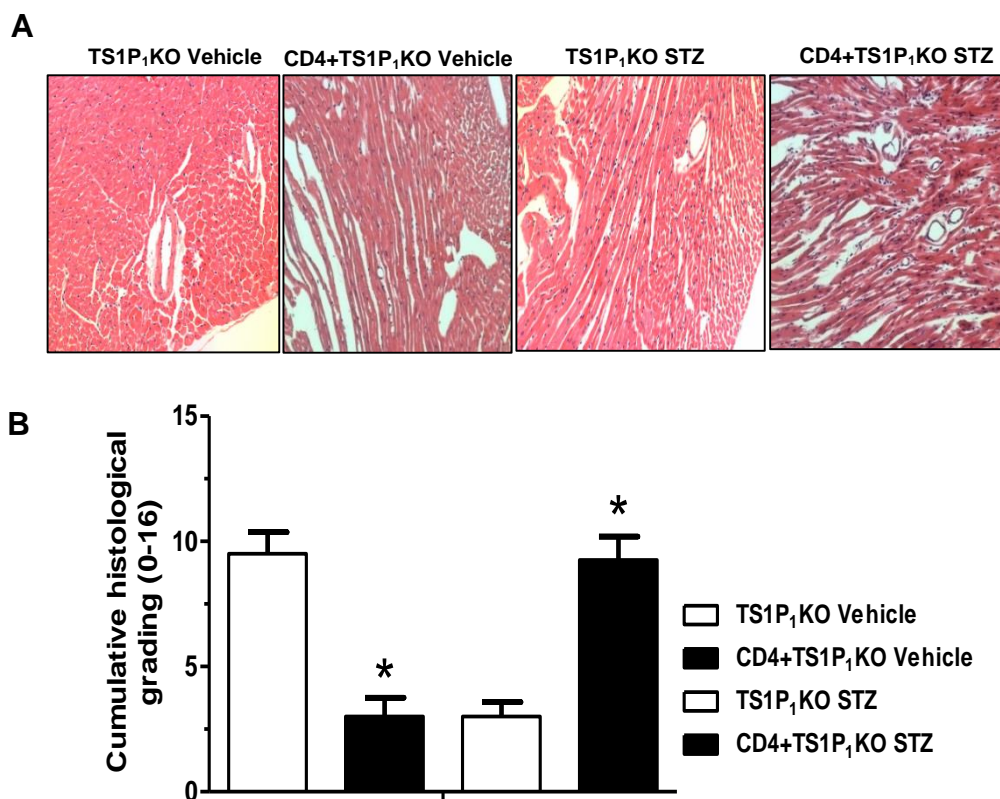 A
TS1P₁KO Vehicle
CD4+TS1P₁KO Vehicle
TS1P₁KO STZ
CD4+TS1P₁KO STZ
B
Cumulative histological
grading (0-16)
15
10
5
0
*
*
TS1P₁KO Vehicle
CD4+TS1P₁KO Vehicle
TS1P₁KO STZ
CD4+TS1P₁KO STZ